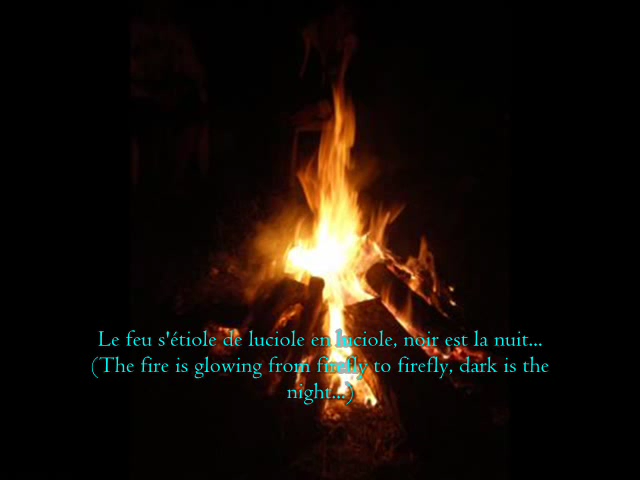 Le feu s'étiole de luciole en luciole, noir est la nuit...
(The fire is glowing from firefly to firefly, dark is the
night...)